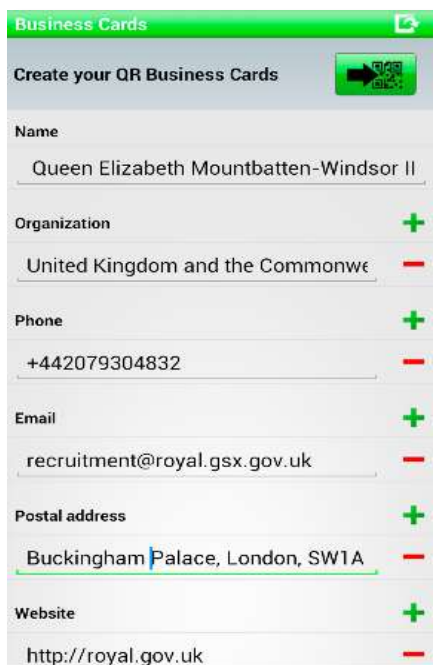 Business Cards
Create your QR Business Cards
Name
Queen Elizabeth Mountbatten-Windsor II
Organization
United Kingdom and the Commonwe
Phone
+442079304832
Email
recruitment@royal.gsx.gov.uk
Postal address
Buckingham Palace, London, SW1A
Website
http://royal.gov.uk